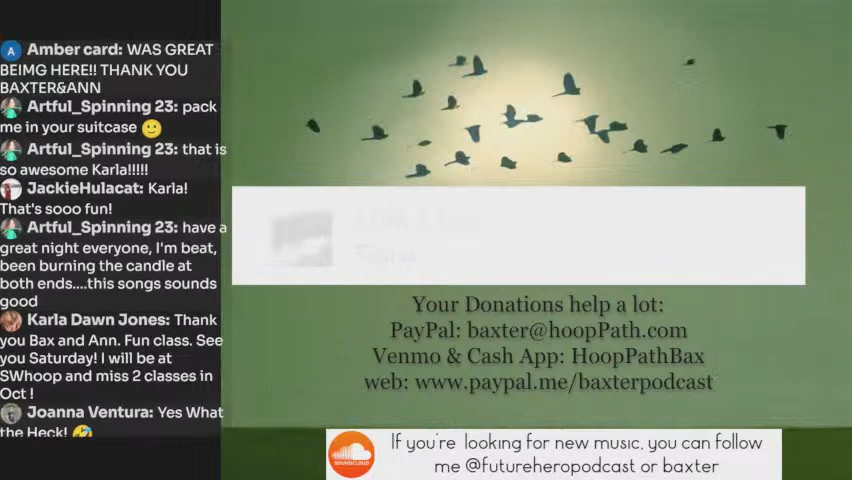 A Amber card: WAS GREAT
BEIMG HERE!! THANK YOU
BAXTER&ANN
Artful_Spinning 23: pack
me in your suitcase 🙂
Artful_Spinning 23: that is
so awesome Karla!!!!!
JackieHulacat: Karla!
That's sooo fun!
Artful_Spinning 23: have a
great night everyone, I'm beat,
been burning the candle at
both ends....this songs sounds
good
Karla Dawn Jones: Thank
you Bax and Ann. Fun class. See
you Saturday! I will be at
SWhoop and miss 2 classes in
Oct !
Joanna Ventura: Yes What
the Heck! 🤣
Your Donations help a lot:
PayPal: baxter@hoopPath.com
Venmo & Cash App: HoopPathBax
web: www.paypal.me/baxterpodcast
SOUNDCLOUD
If you're looking for new music, you can follow
me @futureheropodcast or baxter